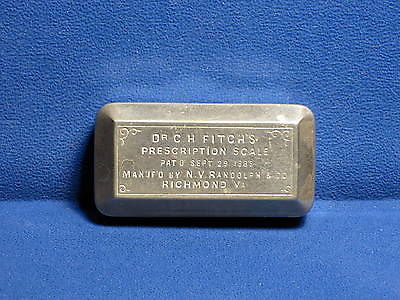 DR C H FITCH'S
PRESCRIPTION SCALE
PAT'D SEPT 29 1885
MANUF'D BY N.V. RANDOLPH & CO
RICHMOND VA